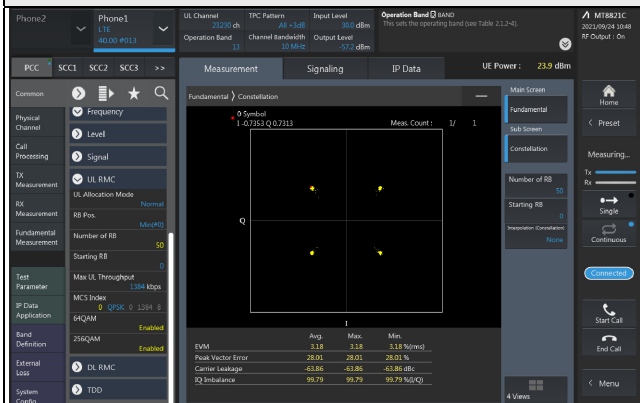 Phone2
Phone1
LTE
40.00 #013
UL Channel
23230 ch
TPC Pattern
All +3dB
Input Level
30.0 dBm
Operation Band
13
Channel Bandwidth
10 MHz
Output Level
-57.2 dBm
Operation Band BAND
This sets the operating band (see Table 2.1.2-4).
MT8821C
2021/09/24 10:48
RF Output : On
PCC
SCC1
SCC2
SCC3
>>
Measurement
Signaling
IP Data
UE Power : 23.9 dBm
Common
Physical
Channel
Call
Processing
TX
Measurement
RX
Measurement
Fundamental
Measurement
Test
Parameter
IP Data
Application
Band
Definition
External
Loss
System
Config
Frequency
Level
Signal
UL RMC
UL Allocation Mode
Normal
RB Pos.
Min(#0)
Number of RB
50
Starting RB
0
Max UL Throughput
1384 kbps
MCS Index
0 QPSK 0 1384 8
64QAM
Enabled
256QAM
Enabled
DL RMC
TDD
Fundamental 〉 Constellation
0 Symbol
I -0.7353 Q 0.7313
Meas. Count : 1/ 1
Q
I
Avg. Max. Min.
EVM 3.18 3.18 3.18 %(rms)
Peak Vector Error 28.01 28.01 28.01 %
Carrier Leakage -63.86 -63.86 -63.86 dBc
IQ Imbalance 99.79 99.79 99.79 %(I/Q)
Main Screen
Fundamental
Sub Screen
Constellation
Number of RB
50
Starting RB
0
Interpolation (Constellation)
None
4 Views
Home
< Preset
Measuring...
Tx
Rx
Single
Continuous
Connected
Start Call
End Call
< Menu